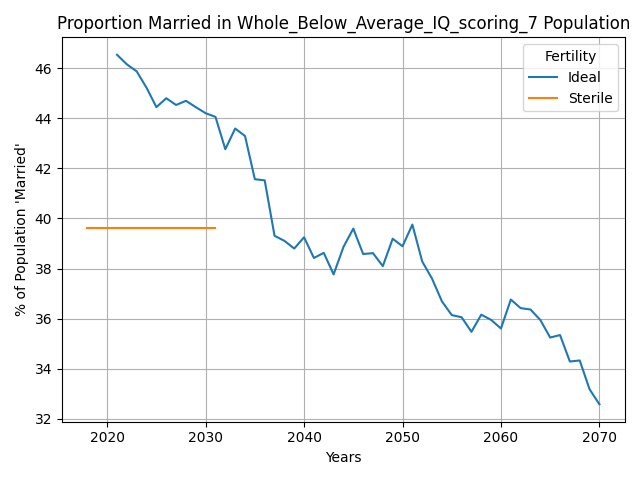 Proportion Married in Whole_Below_Average_IQ_scoring_7 Population
Fertility
Ideal
Sterile
% of Population 'Married'
46
44
42
40
38
36
34
32
2020
2030
2040
2050
2060
2070
Years